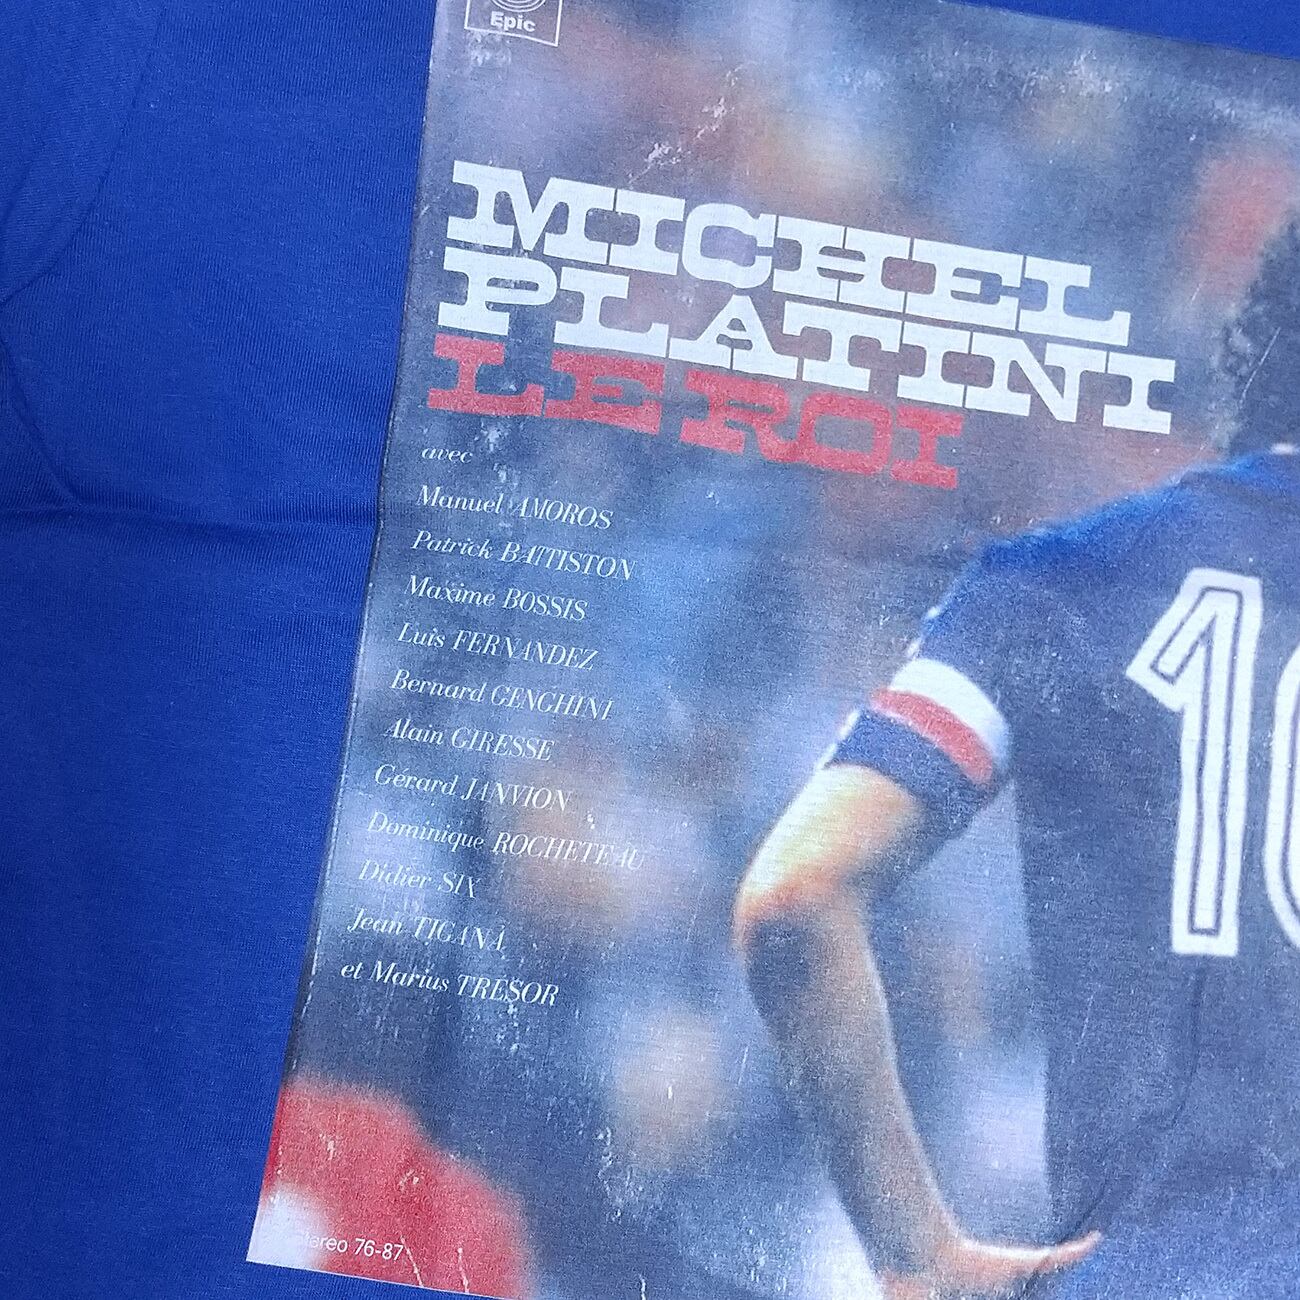 Epic
MICHEL
PLATINI
LE ROI
avec
Manuel AMOROS
Patrick BATTISTON
Maxime BOSSIS
Luis FERNANDEZ
Bernard GENGHINI
Alain GIRESSE
Gérard JANVION
Dominique ROCHETEAU
Didier SIX
Jean TIGANA
et Marius TRESOR
10
stereo 76-87